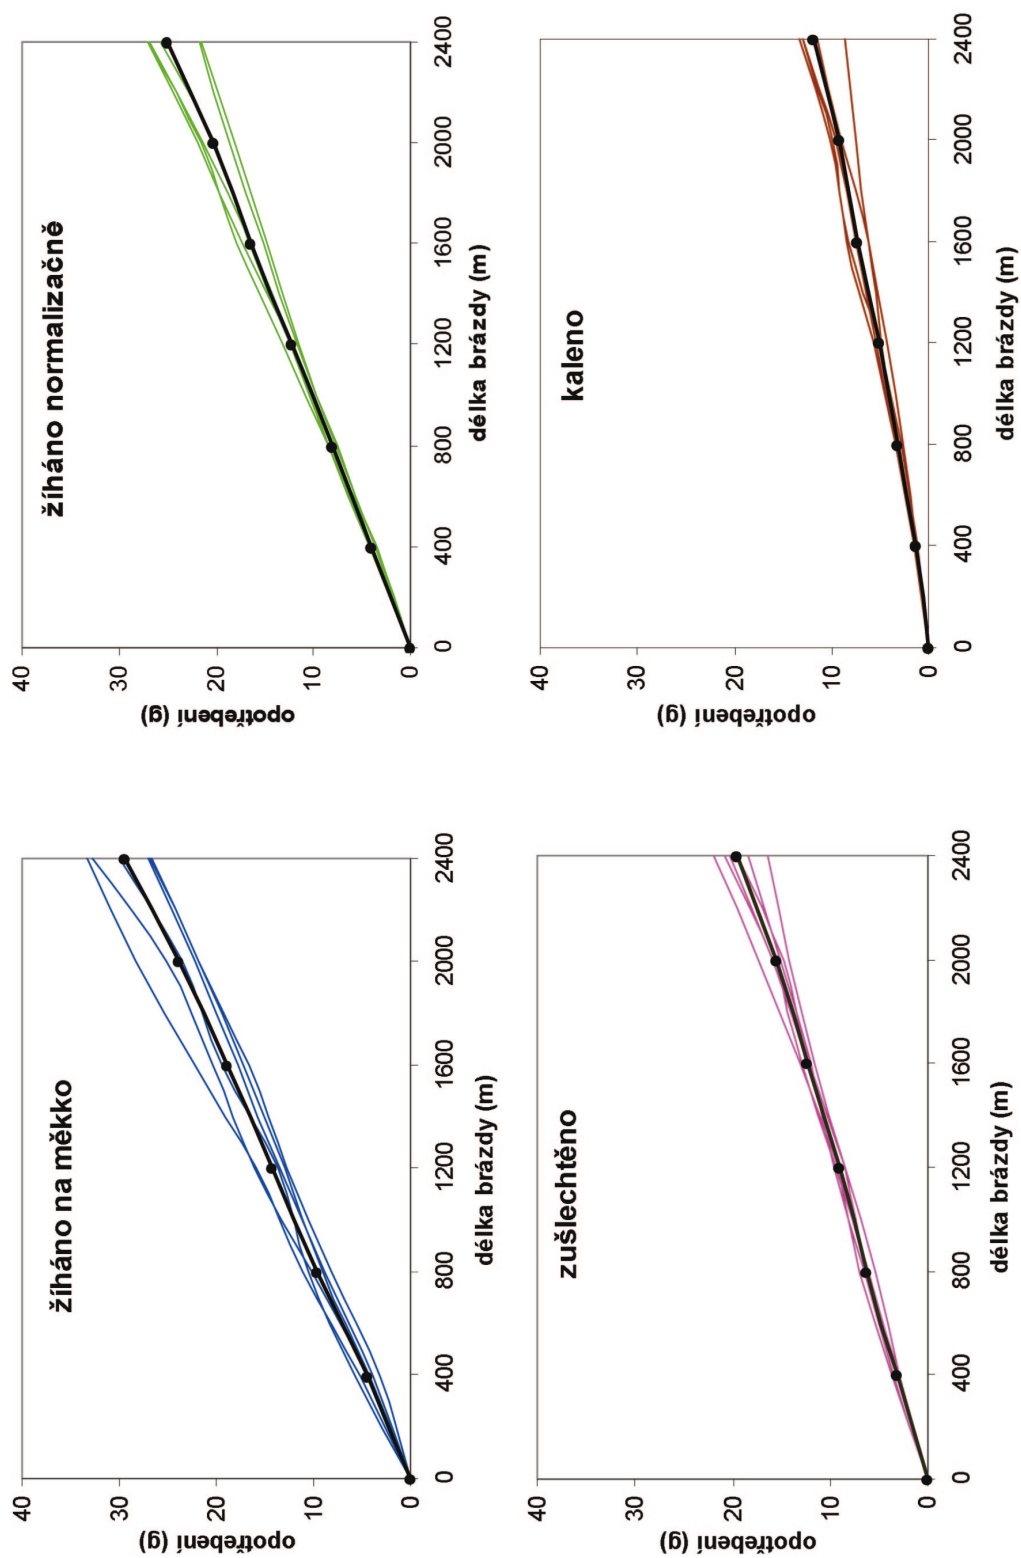 žíháno na měkko
opotřebení (g)
40
30
20
10
0
0 400 800 1200 1600 2000 2400
délka brázdy (m)
žíháno normalizačně
opotřebení (g)
40
30
20
10
0
0 400 800 1200 1600 2000 2400
délka brázdy (m)
zušlechtěno
opotřebení (g)
40
30
20
10
0
0 400 800 1200 1600 2000 2400
délka brázdy (m)
kaleno
opotřebení (g)
40
30
20
10
0
0 400 800 1200 1600 2000 2400
délka brázdy (m)